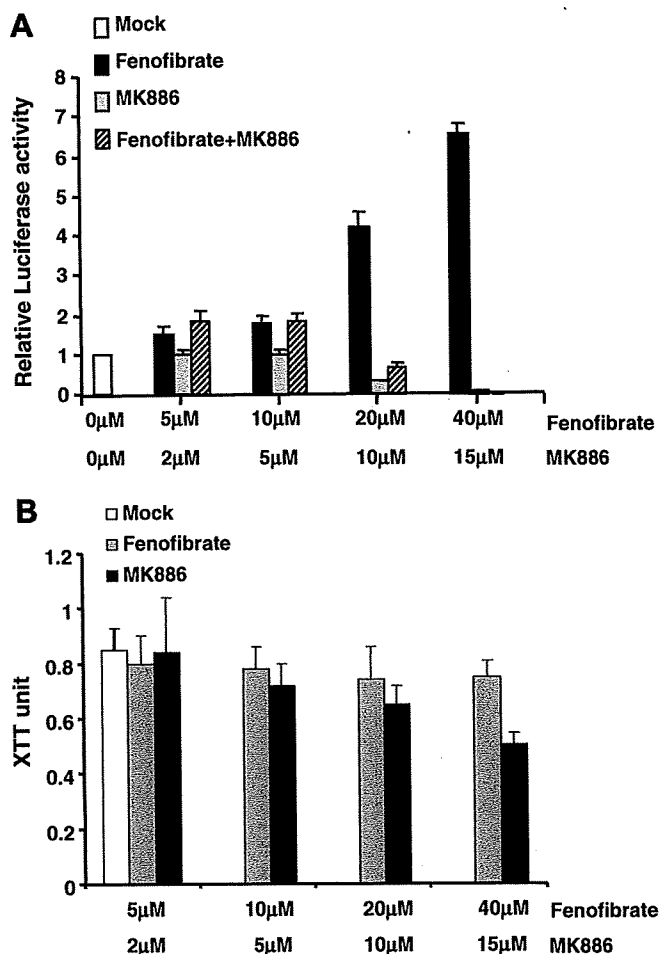 A
Mock
Fenofibrate
MK886
Fenofibrate+MK886
Relative Luciferase activity
8
7
6
5
4
3
2
1
0
0µM 5µM 10µM 20µM 40µM Fenofibrate
0µM 2µM 5µM 10µM 15µM MK886
B
Mock
Fenofibrate
MK886
XTT unit
1.2
1
0.8
0.6
0.4
0.2
0
5µM 10µM 20µM 40µM Fenofibrate
2µM 5µM 10µM 15µM MK886